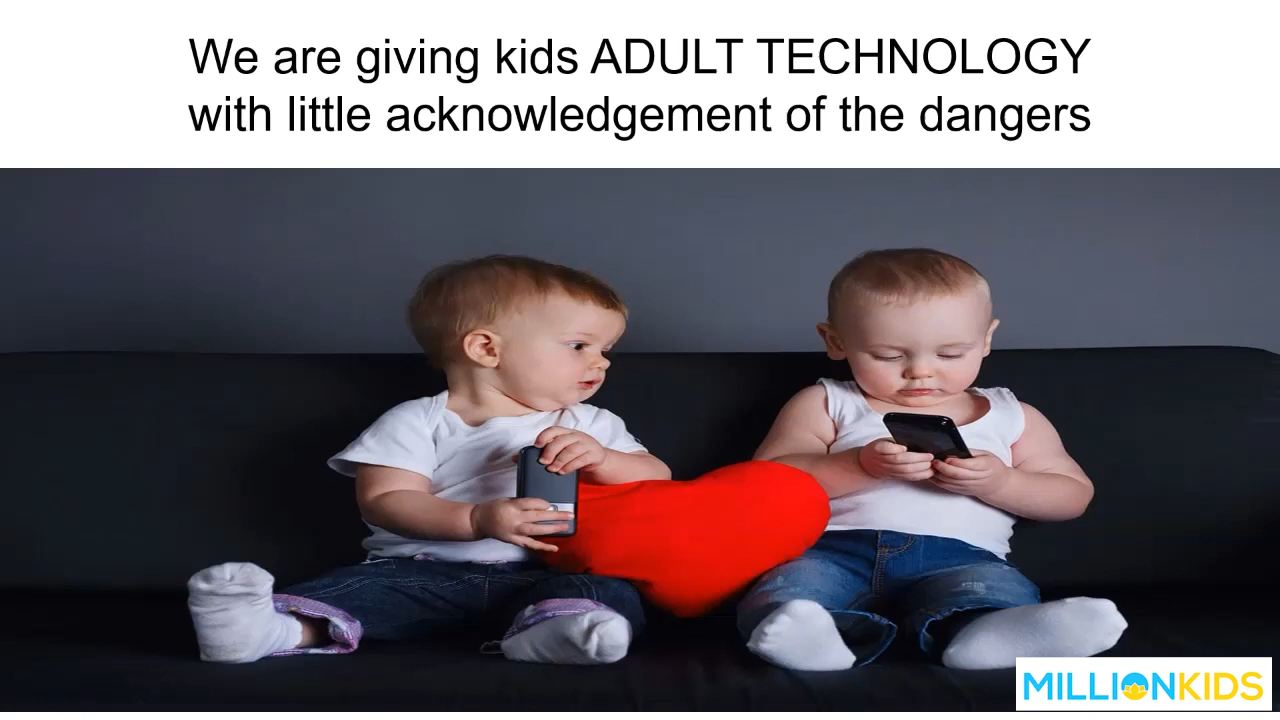 We are giving kids ADULT TECHNOLOGY
with little acknowledgement of the dangers
MILLIONKIDS